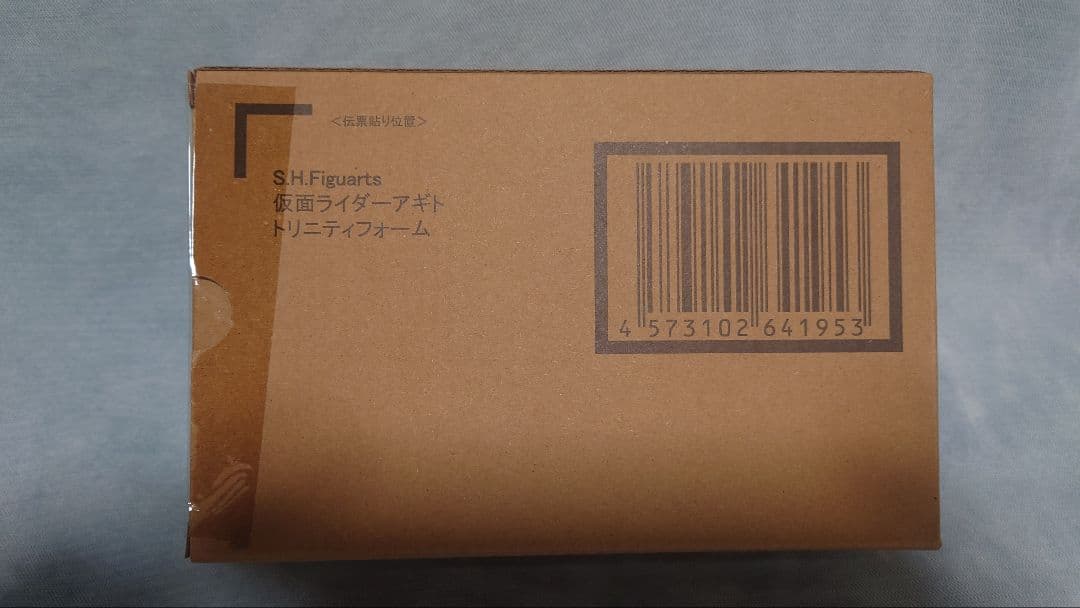 <伝票貼り位置>
S.H.Figuarts
仮面ライダーアギト
トリニティフォーム
4 573102 641953